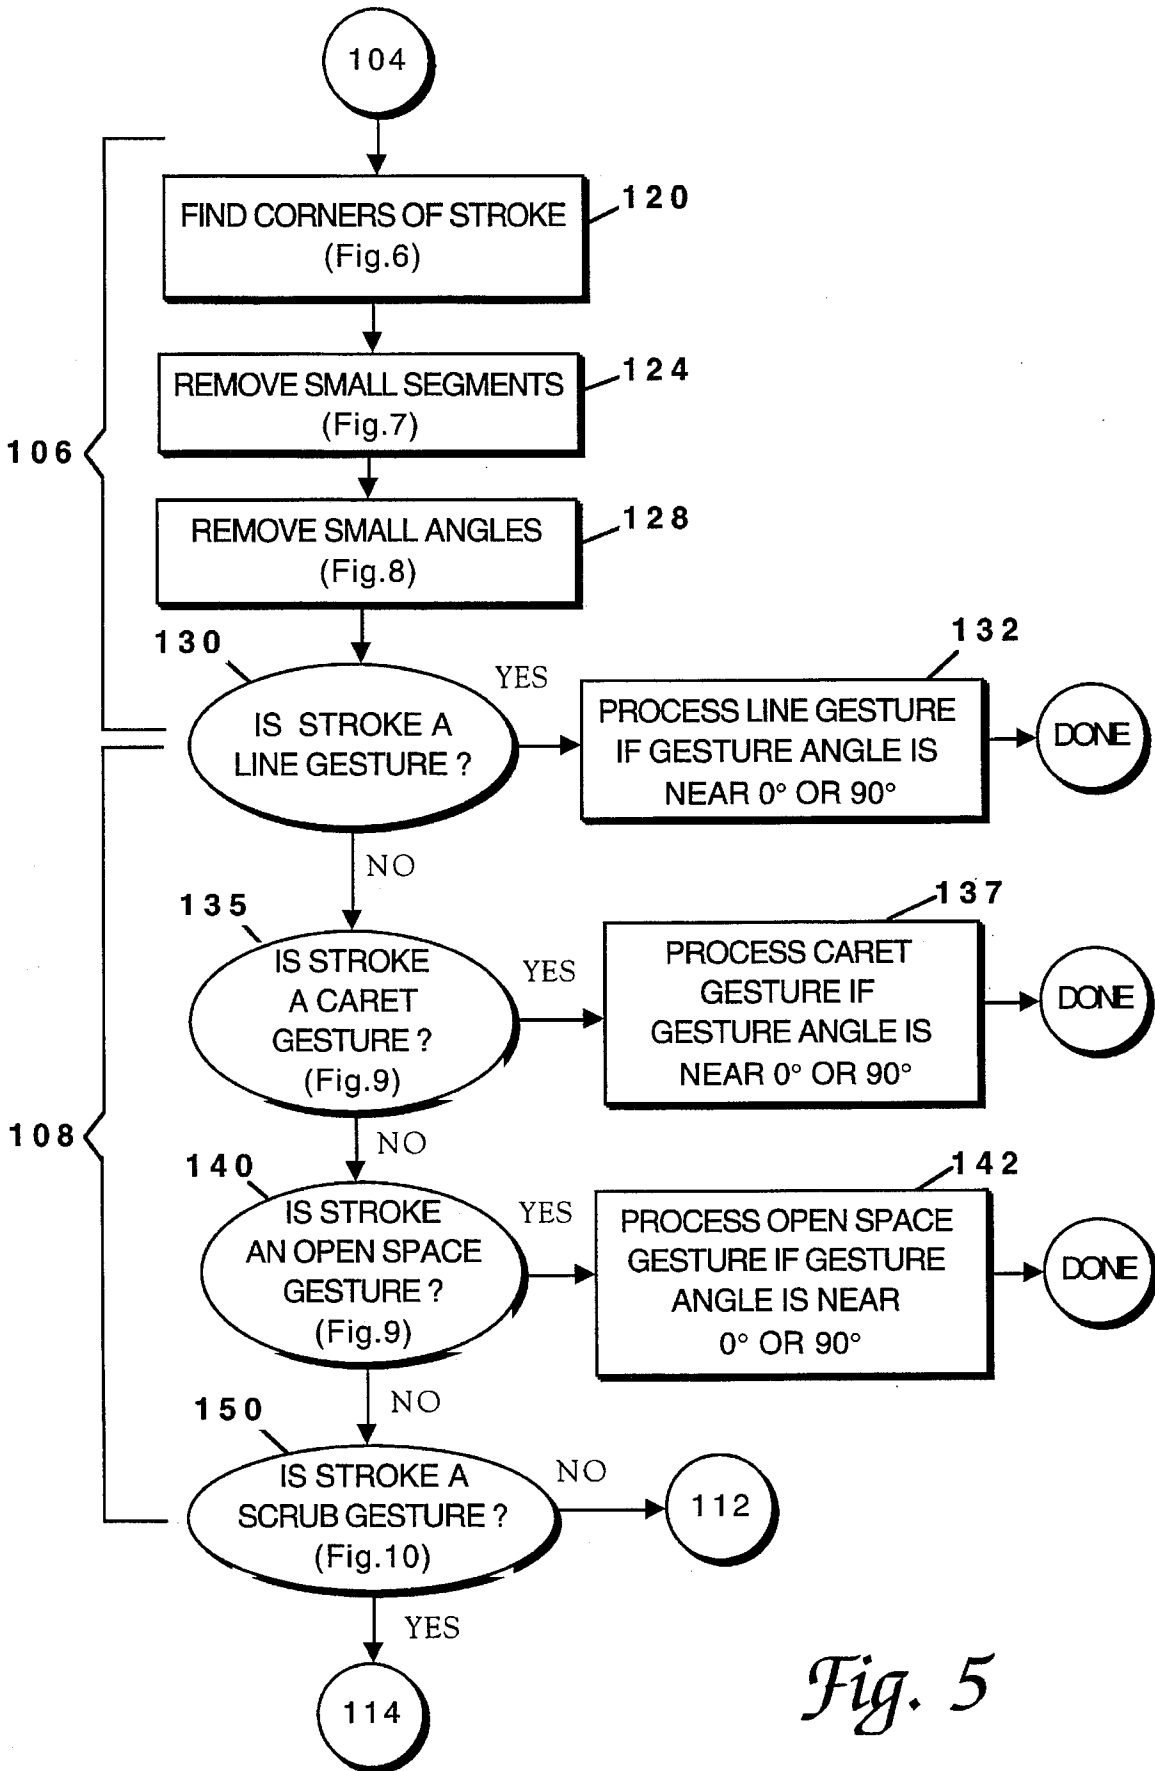 104
FIND CORNERS OF STROKE
(Fig.6)
120
REMOVE SMALL SEGMENTS
(Fig.7)
124
106
REMOVE SMALL ANGLES
(Fig.8)
128
130
IS STROKE A
LINE GESTURE ?
YES
132
PROCESS LINE GESTURE
IF GESTURE ANGLE IS
NEAR 0° OR 90°
DONE
NO
135
IS STROKE
A CARET
GESTURE ?
(Fig.9)
YES
137
PROCESS CARET
GESTURE IF
GESTURE ANGLE IS
NEAR 0° OR 90°
DONE
108
NO
140
IS STROKE
AN OPEN SPACE
GESTURE ?
(Fig.9)
YES
142
PROCESS OPEN SPACE
GESTURE IF GESTURE
ANGLE IS NEAR
0° OR 90°
DONE
NO
150
IS STROKE A
SCRUB GESTURE ?
(Fig.10)
NO
112
YES
114
Fig. 5